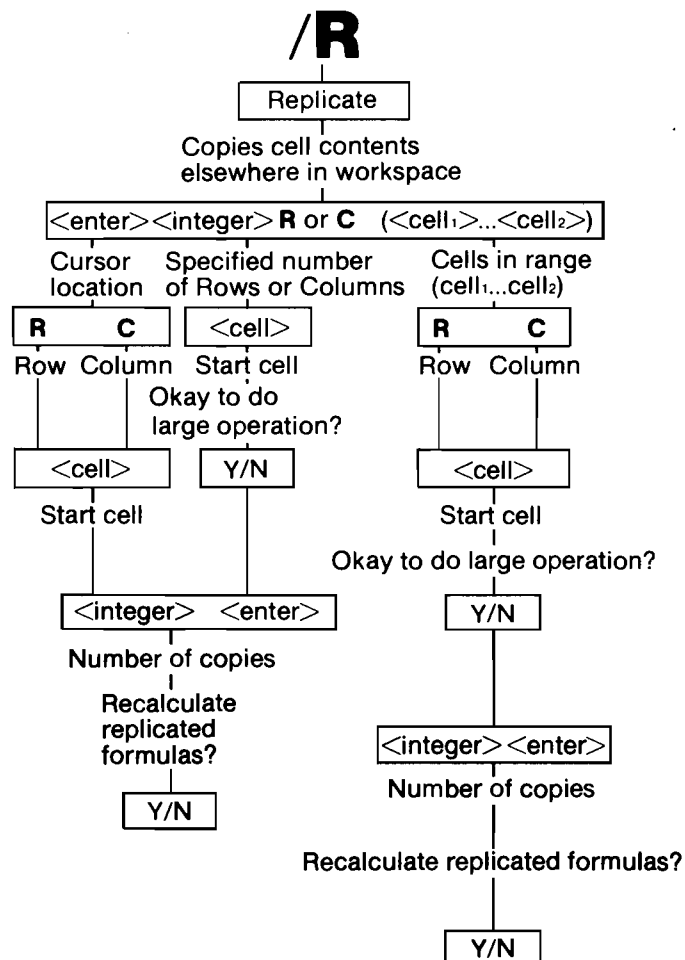 /R
Replicate
Copies cell contents
elsewhere in workspace
<enter> <integer> R or C (<cell₁>...<cell₂>)
Cursor
location
Specified number
of Rows or Columns
Cells in range
(cell₁...cell₂)
R C
Row Column
<cell>
Start cell
Okay to do
large operation?
Y/N
R C
Row Column
<cell>
Start cell
<cell>
Start cell
Okay to do large operation?
Y/N
<integer> <enter>
Number of copies
Recalculate
replicated
formulas?
Y/N
<integer> <enter>
Number of copies
Recalculate replicated formulas?
Y/N